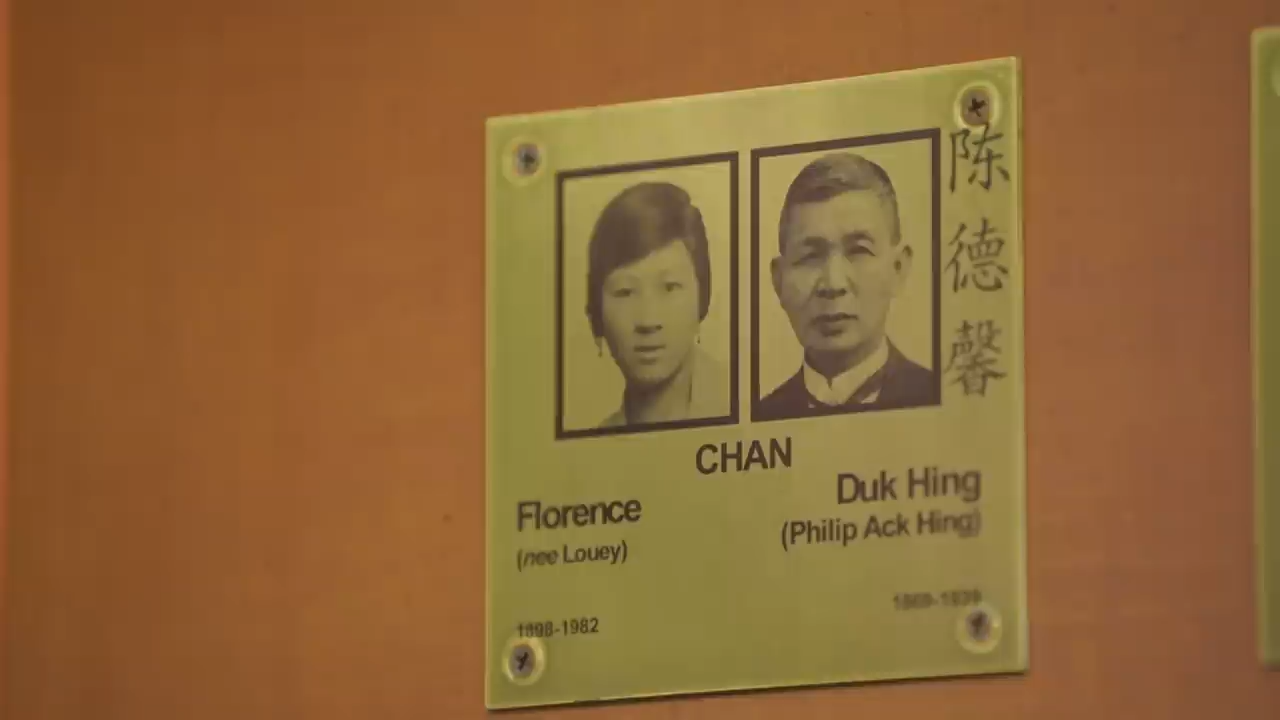 陈德馨
CHAN
Florence
Duk Hing
(nee Louey)
(Philip Ack Hing)
1898-1982